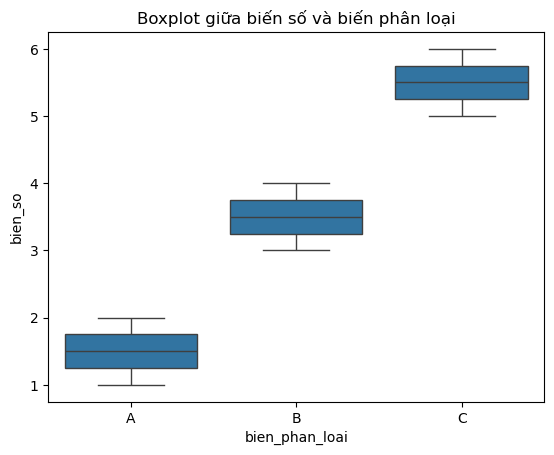 Boxplot giữa biến số và biến phân loại
6
5
4
3
2
1
bien_so
A B C
bien_phan_loai